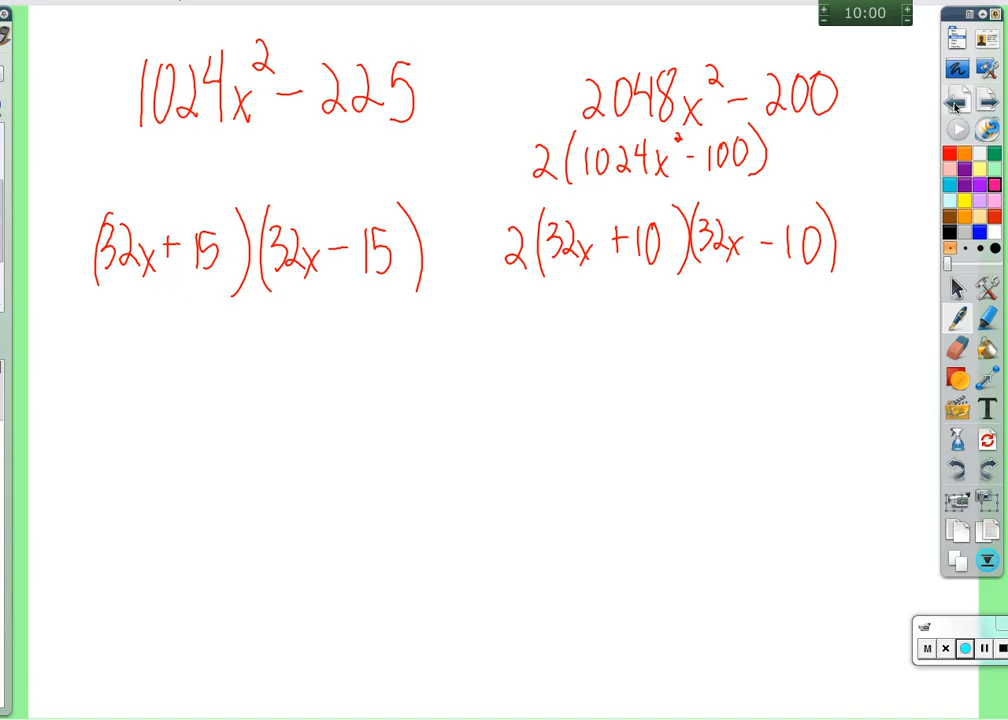 10:00
1024x² - 225
2048x² - 200
2(1024x² - 100)
(32x + 15)(32x - 15)
2(32x + 10)(32x - 10)
T
M